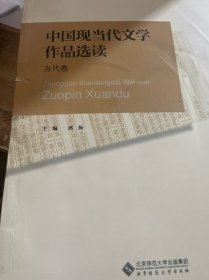 中国现当代文学
作品选读
当代卷
Zhongguo Xiandangdai Wenxue
Zuopin Xuandu
主编
北京师范大学出版集团
北京师范大学出版社